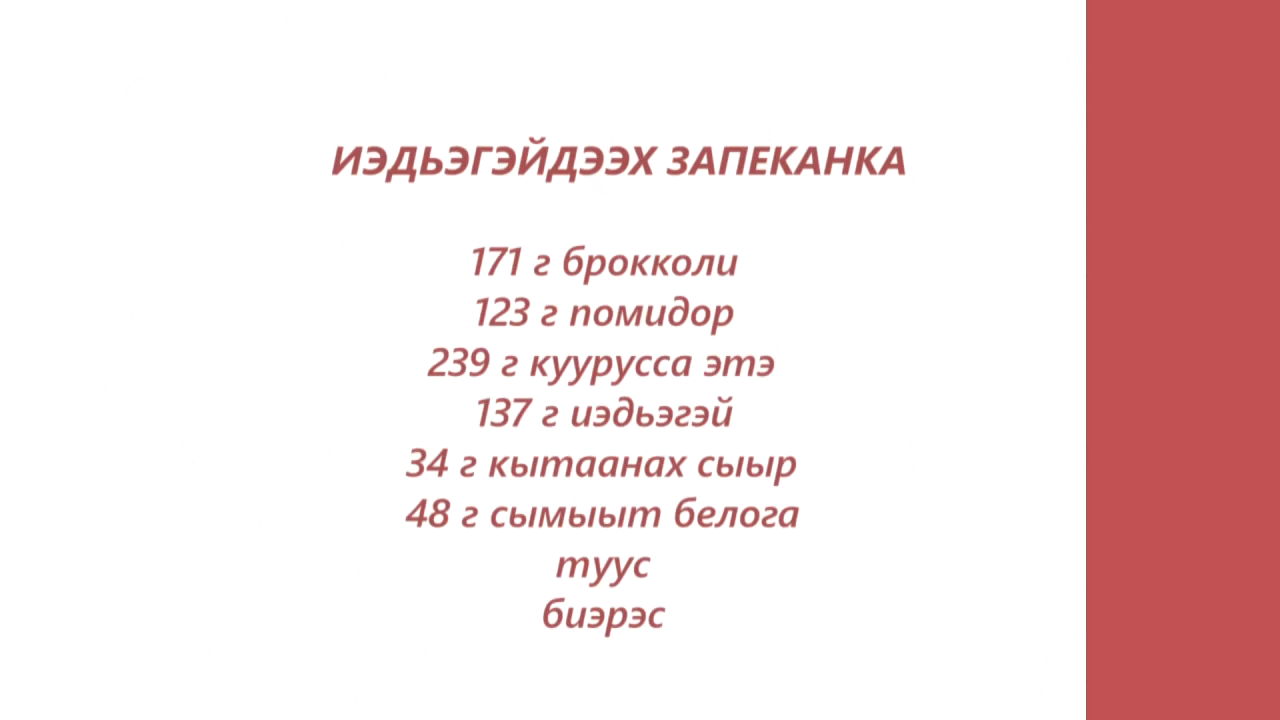 ИЭДЬЭГЭЙДЭЭХ ЗАПЕКАНКА
171 г брокколи
123 г помидор
239 г куурусса этэ
137 г иэдьэгэй
34 г кытаанах сыыр
48 г сымыыт белога
туус
биэрэс